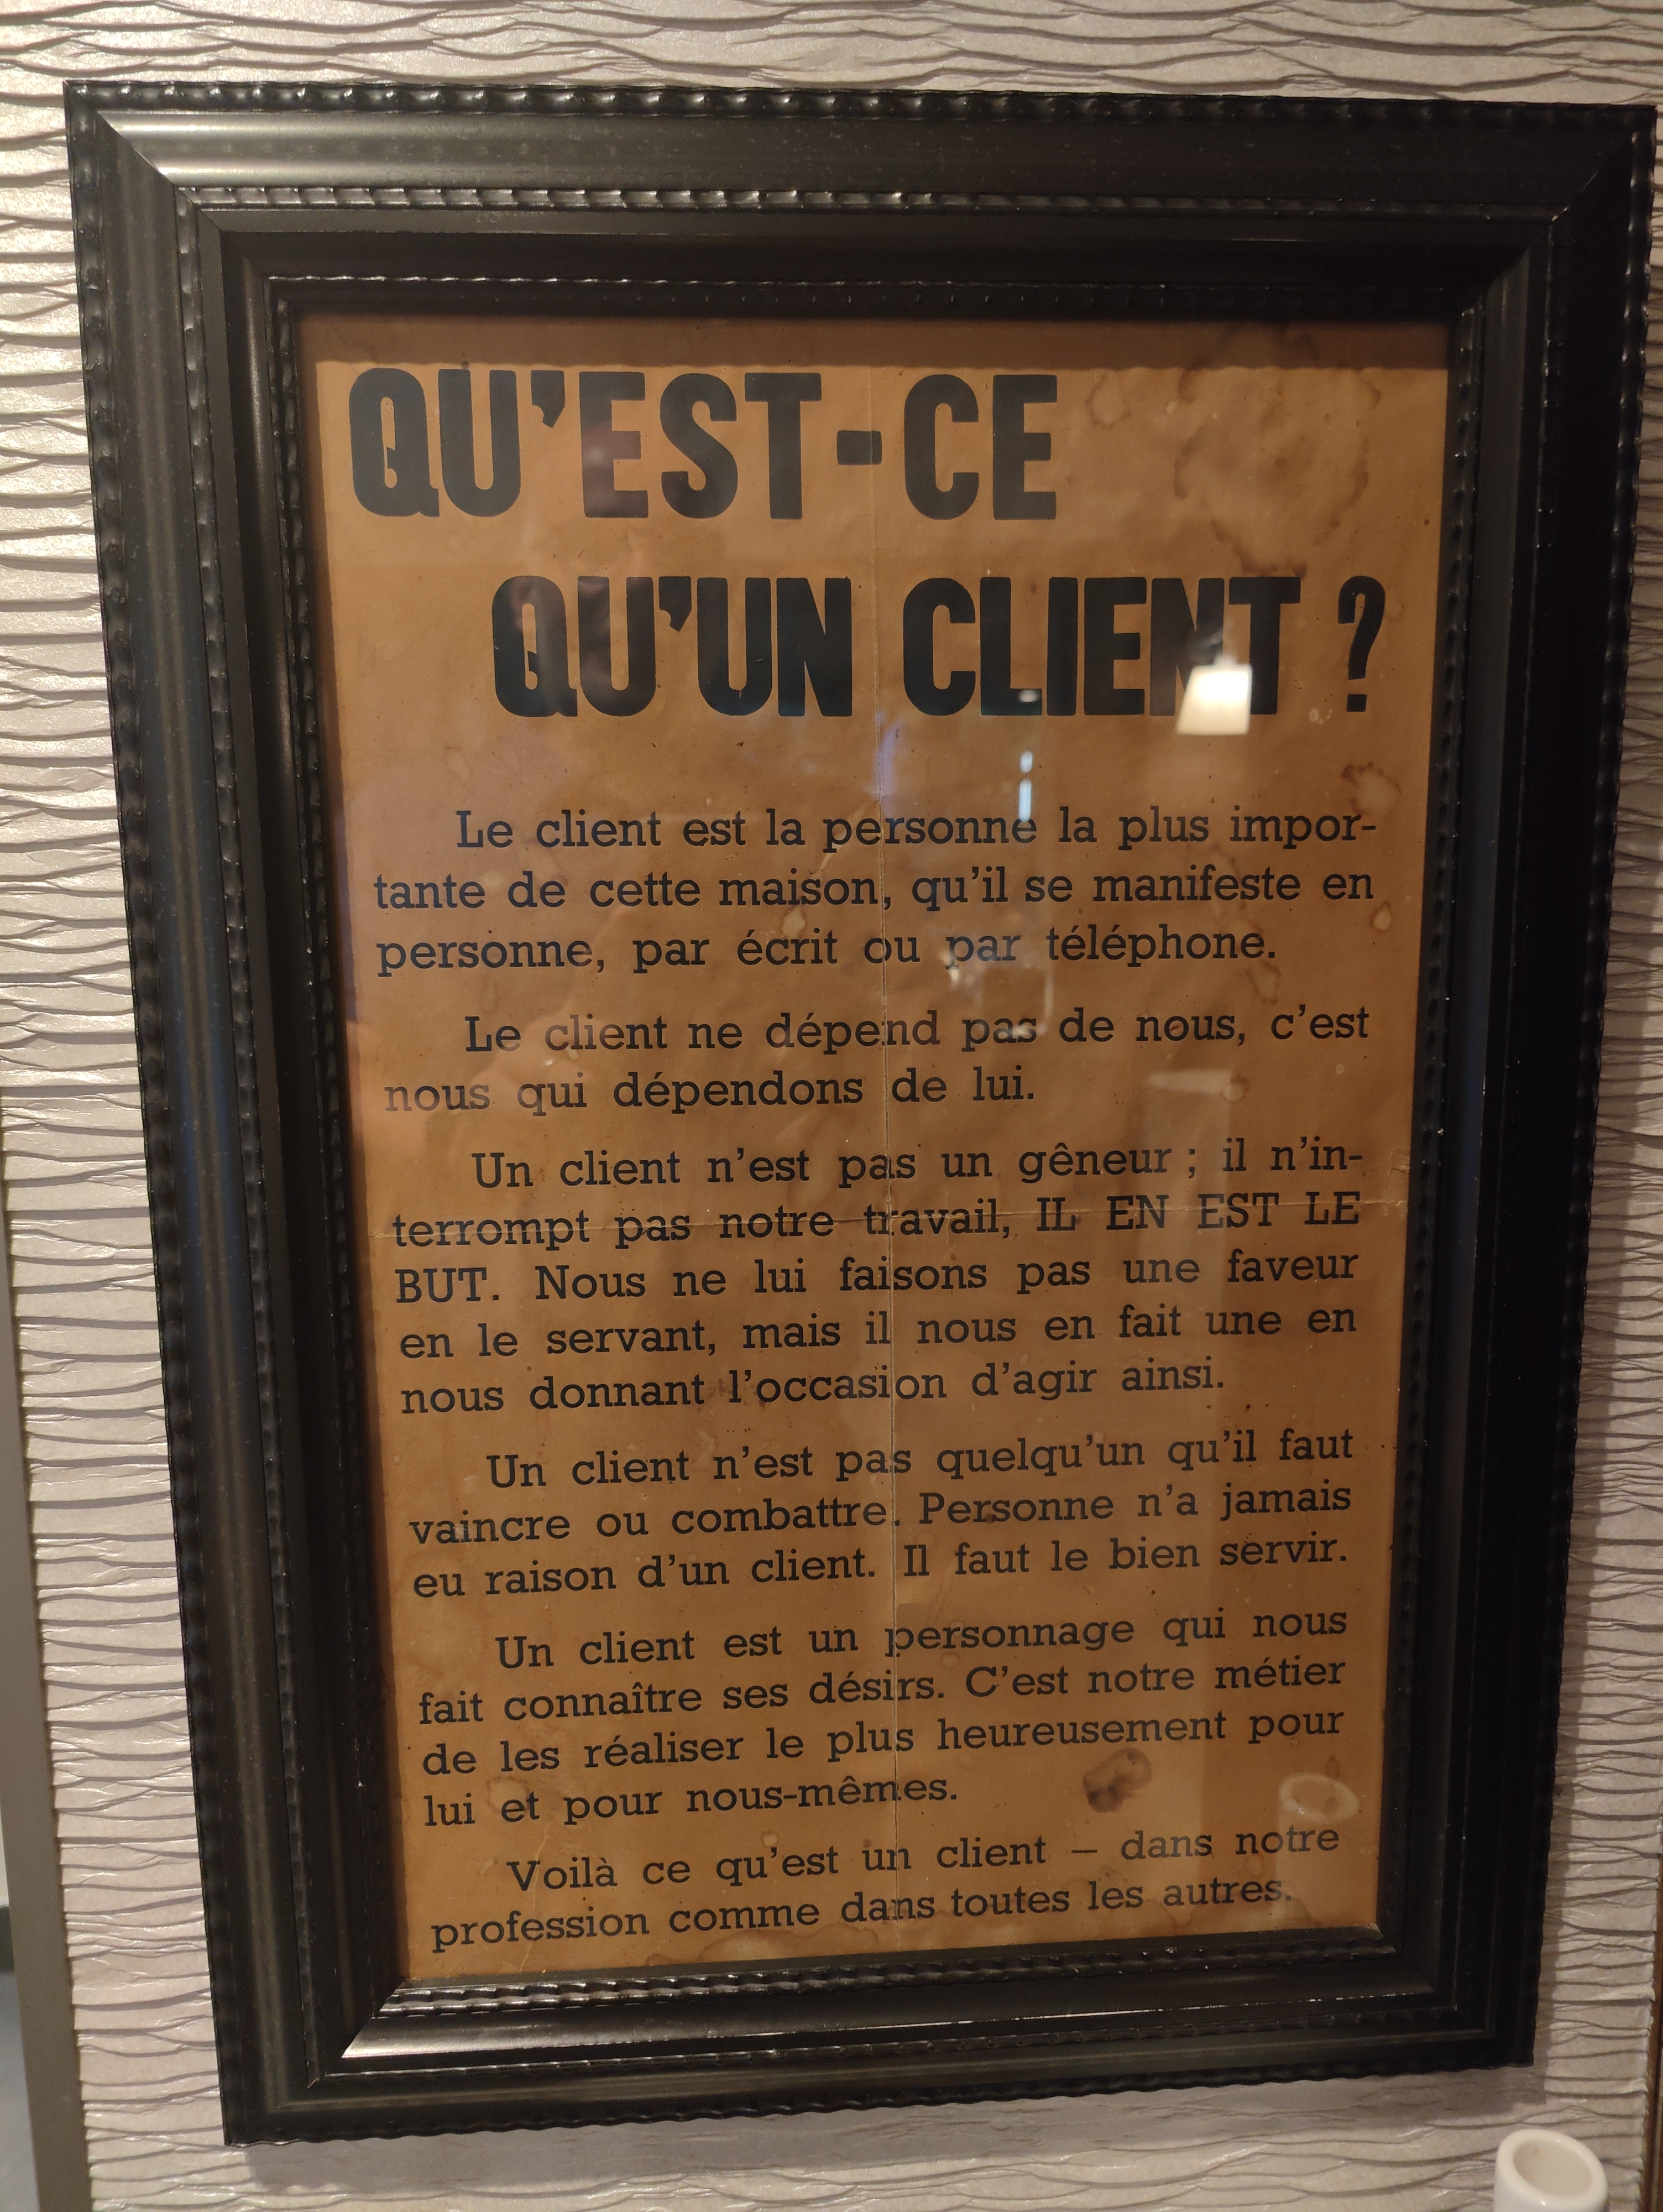 QU'EST-CE
QU'UN CLIENT ?
Le client est la personne la plus impor-
tante de cette maison, qu'il se manifeste en
personne, par écrit ou par téléphone.
Le client ne dépend pas de nous, c'est
nous qui dépendons de lui.
Un client n'est pas un gêneur ; il n'in-
terrompt pas notre travail, IL EN EST LE
BUT. Nous ne lui faisons pas une faveur
en le servant, mais il nous en fait une en
nous donnant l'occasion d'agir ainsi.
Un client n'est pas quelqu'un qu'il faut
vaincre ou combattre. Personne n'a jamais
eu raison d'un client. Il faut le bien servir.
Un client est un personnage qui nous
fait connaître ses désirs. C'est notre métier
de les réaliser le plus heureusement pour
lui et pour nous-mêmes.
Voilà ce qu'est un client – dans notre
profession comme dans toutes les autres.